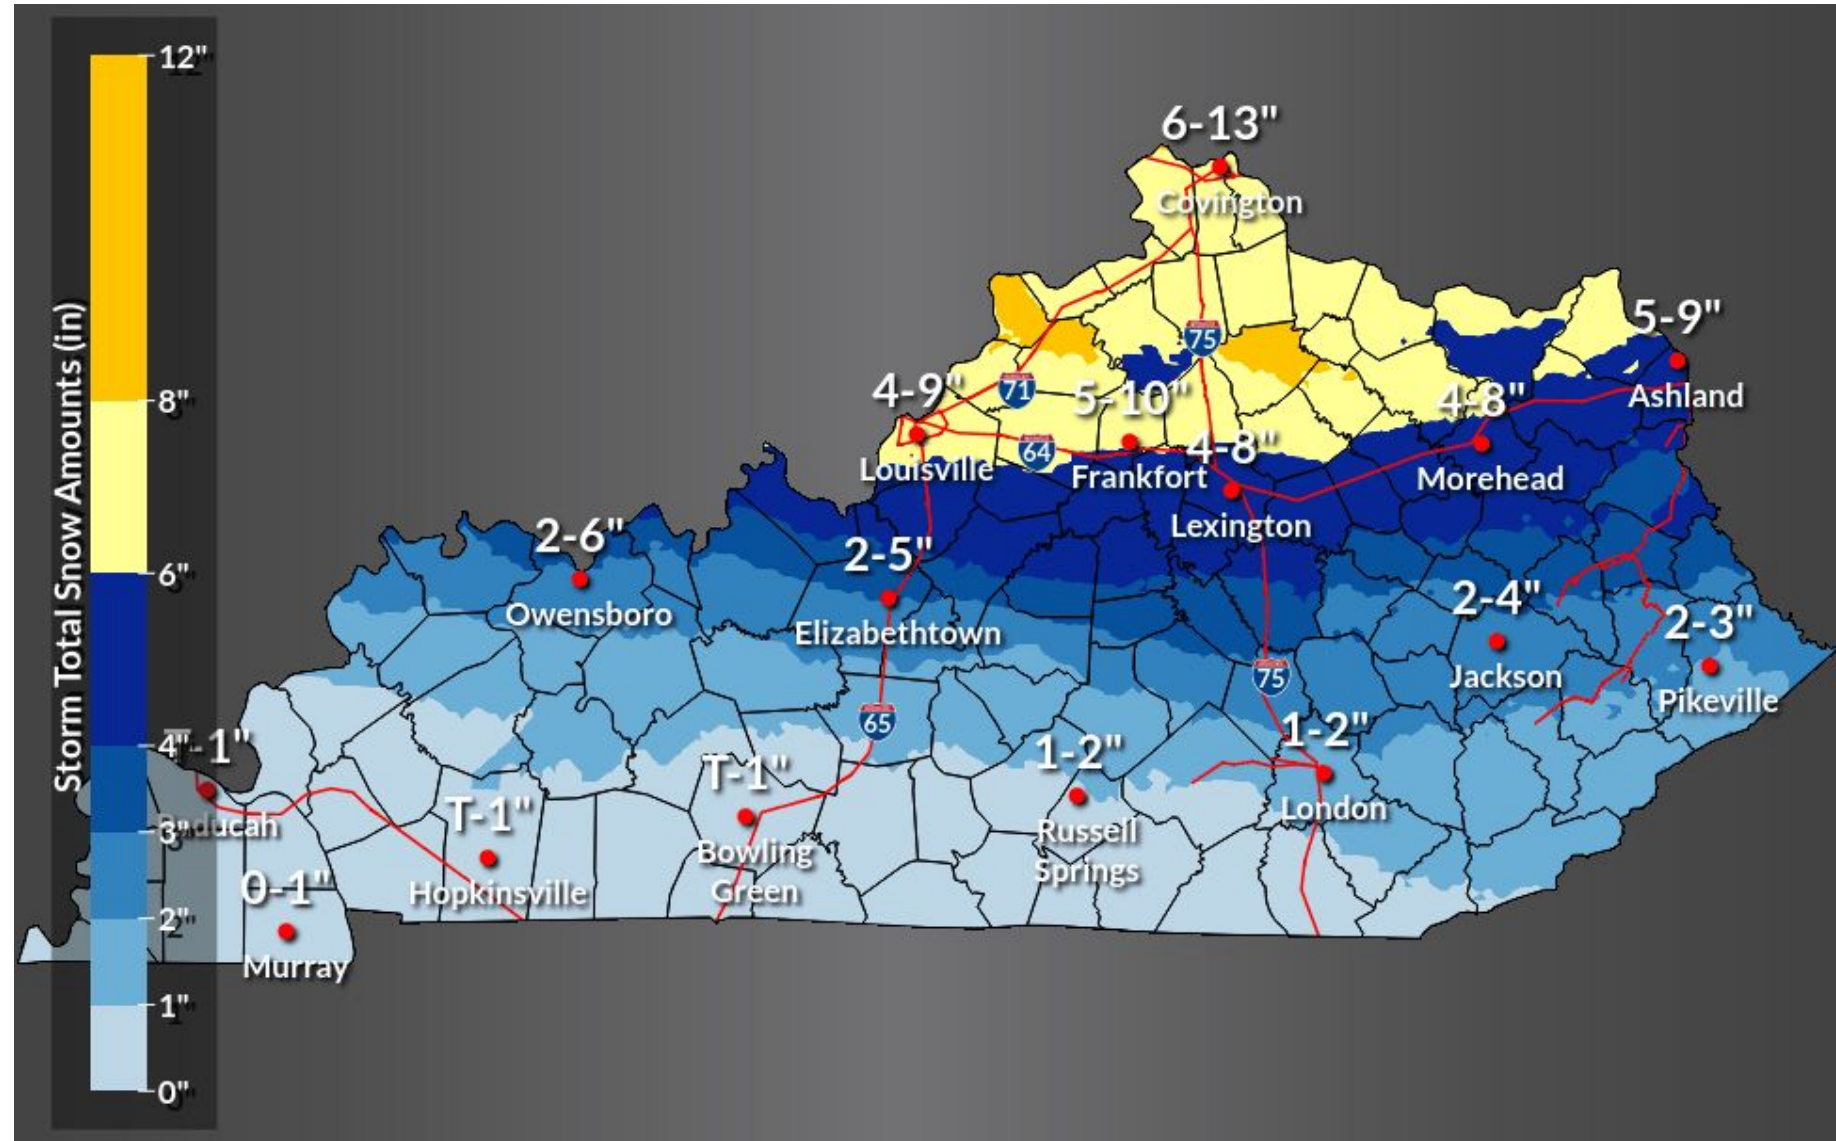 12"
8"
6"
4"
3"
2"
1"
0"
Storm Total Snow Amounts (in)
6-13"
Covington
5-9"
Ashland
75
71
4-9"
Louisville
5-10"
Frankfort
64
4-8"
Lexington
4-8"
Morehead
2-6"
Owensboro
2-5"
Elizabethtown
2-4"
Jackson
2-3"
Pikeville
75
65
-1"
Paducah
T-1"
Hopkinsville
T-1"
Bowling
Green
1-2"
Russell
Springs
1-2"
London
0-1"
Murray